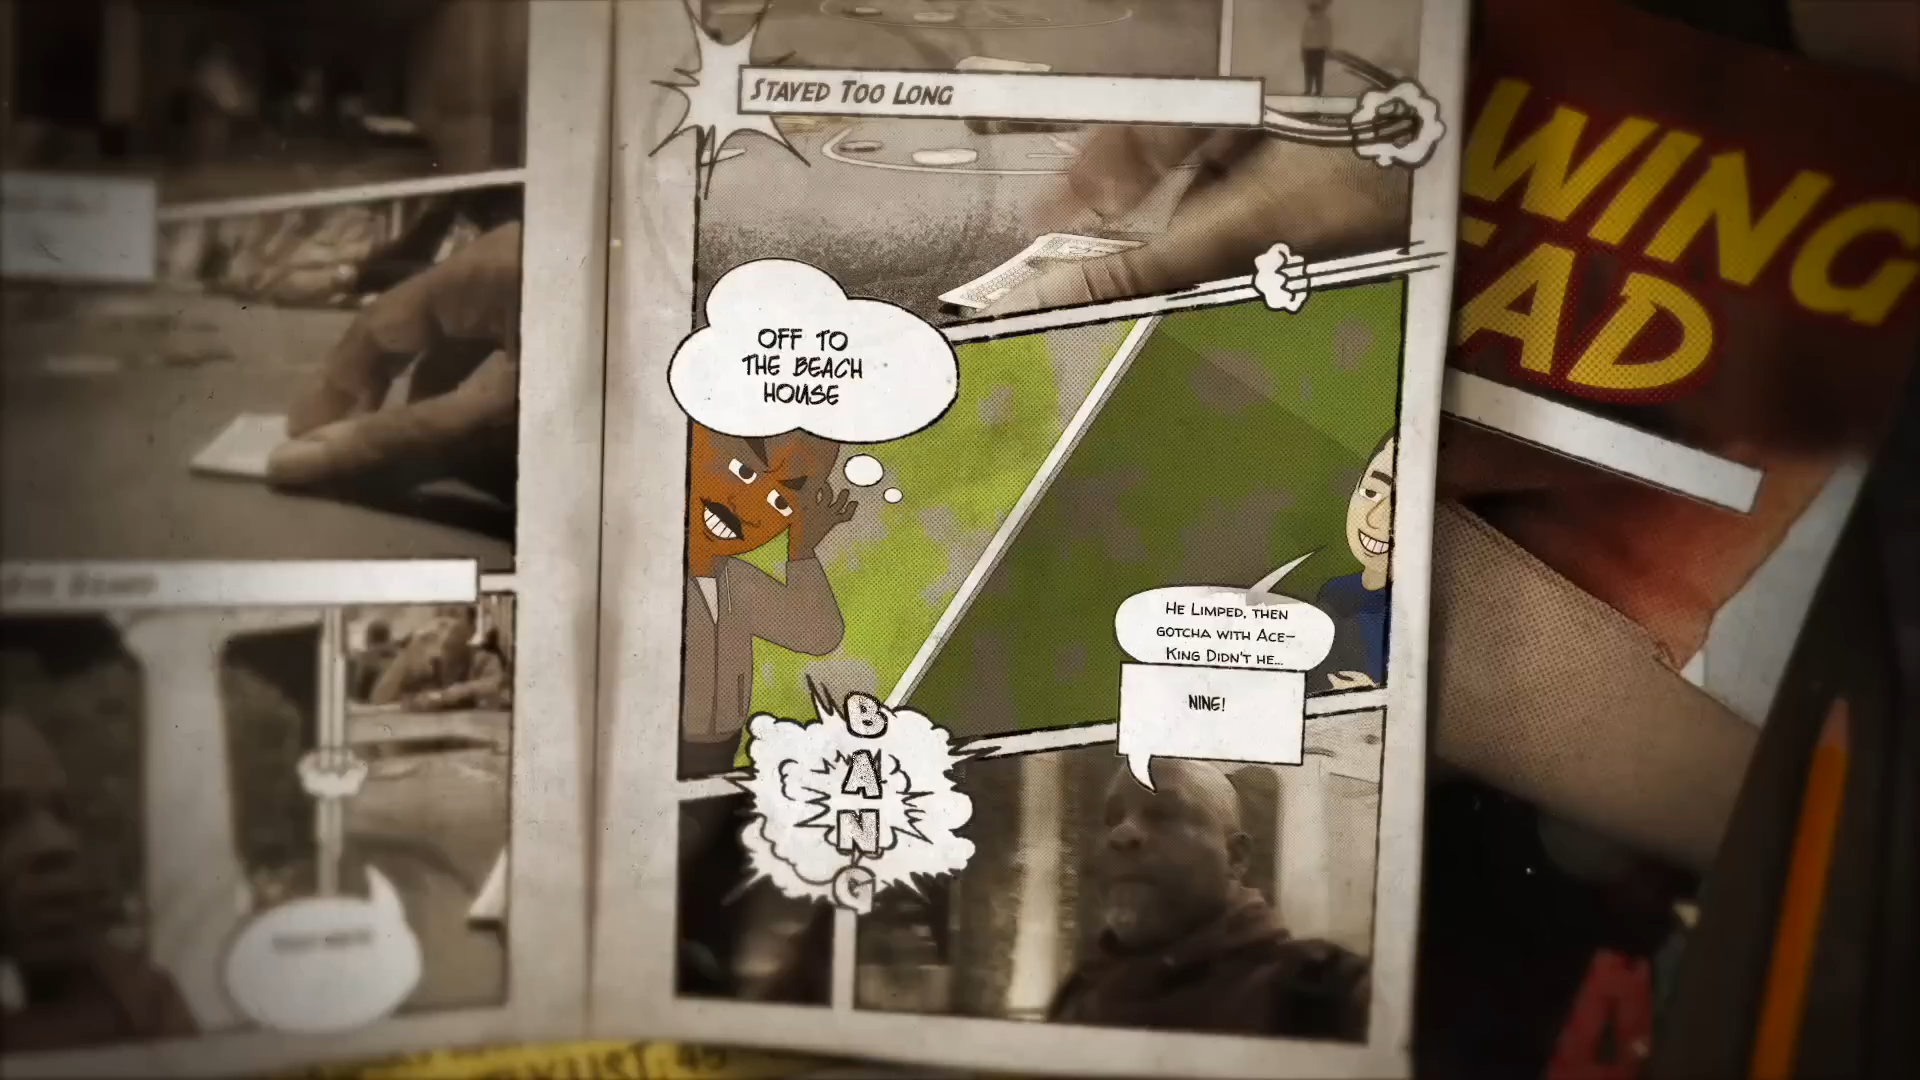 STAYED TOO LONG
OFF TO
THE BEACH
HOUSE
HE LIMPED, THEN
GOTCHA WITH ACE-
KING DIDN'T HE...
NINE!
BANG
WING
AD